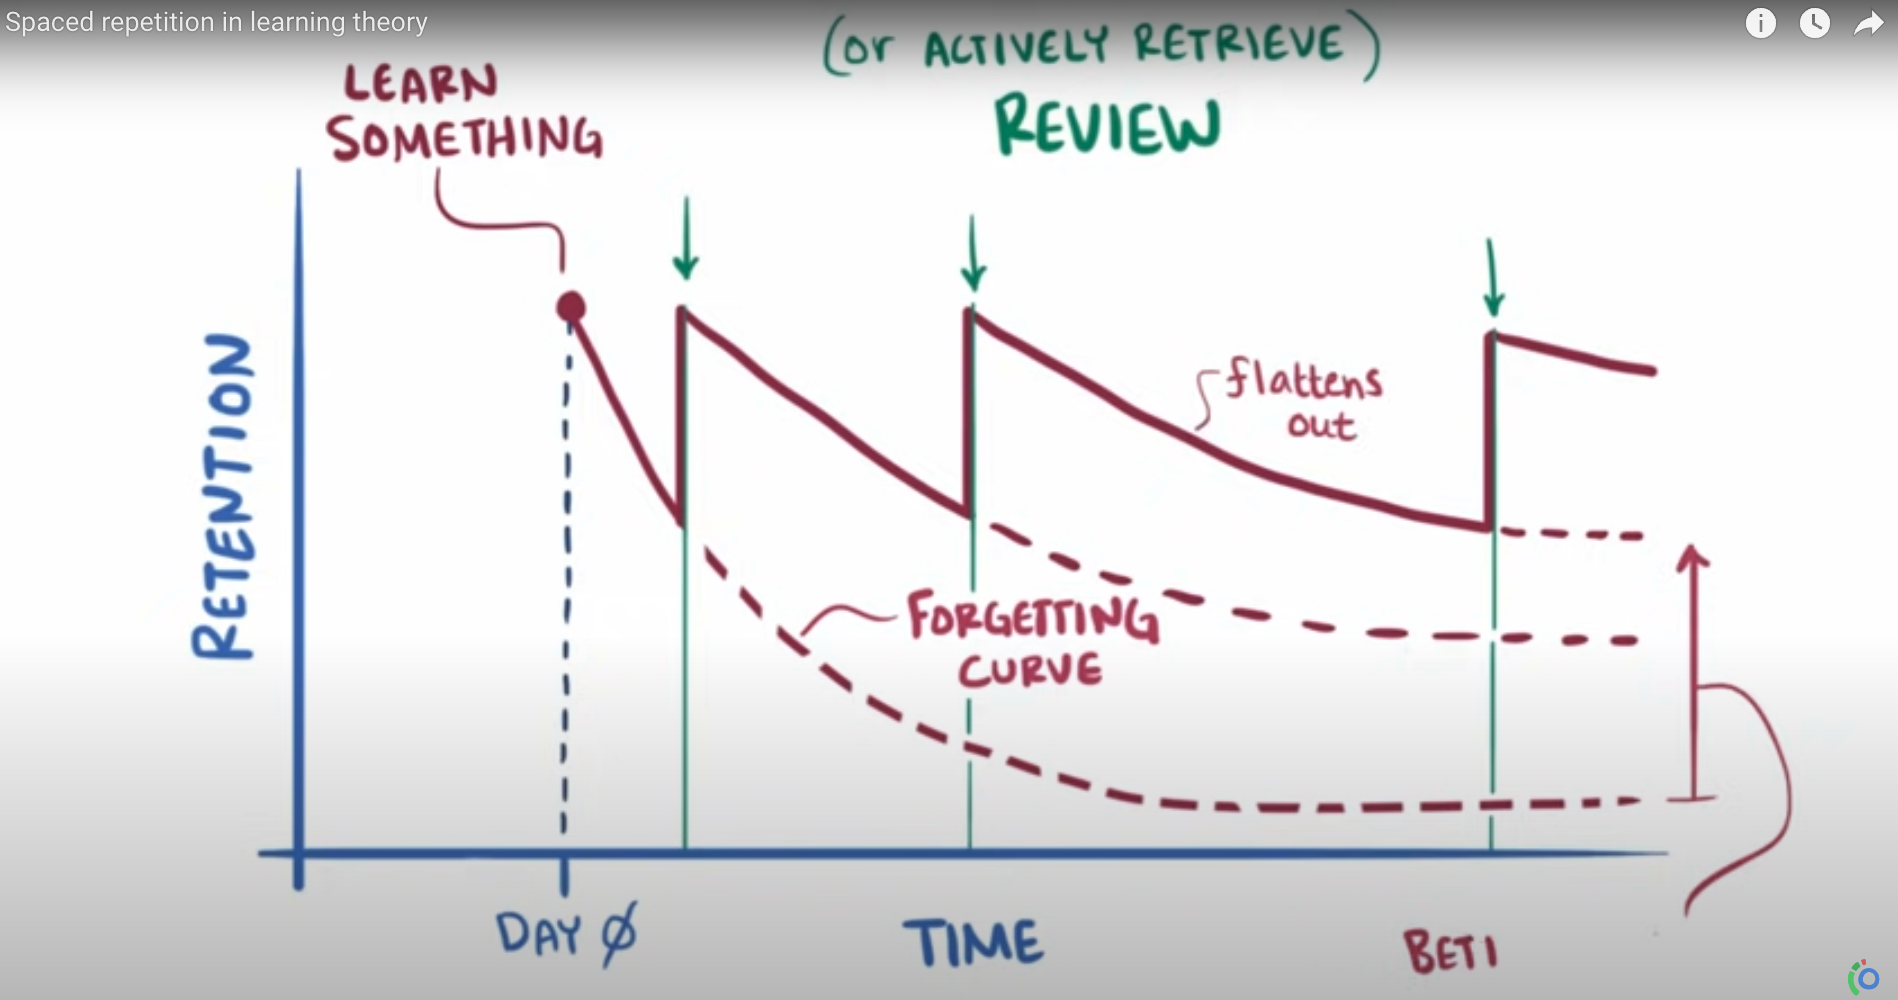 Spaced repetition in learning theory
(or ACTIVELY RETRIEVE)
REVIEW
LEARN
SOMETHING
flattens
out
RETENTION
FORGETTING
CURVE
DAY 0
TIME
BETI